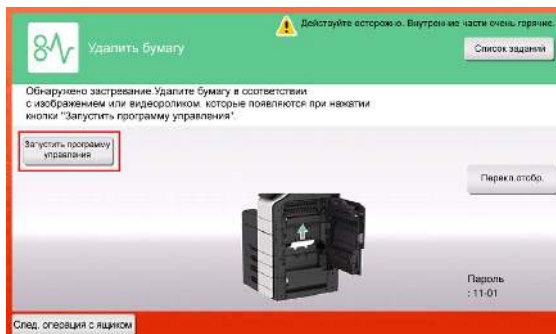 Действуйте осторожно. Внутренние части очень горячие.
Удалить бумагу
Список заданий
Обнаружено застревание.Удалите бумагу в соответствии
с изображением или видеороликом, которые появляются при нажатии
кнопки "Запустить программу управления".
Запустить программу
управления
Перекл.отобр.
Пароль
: 11-01
След. операция с ящиком